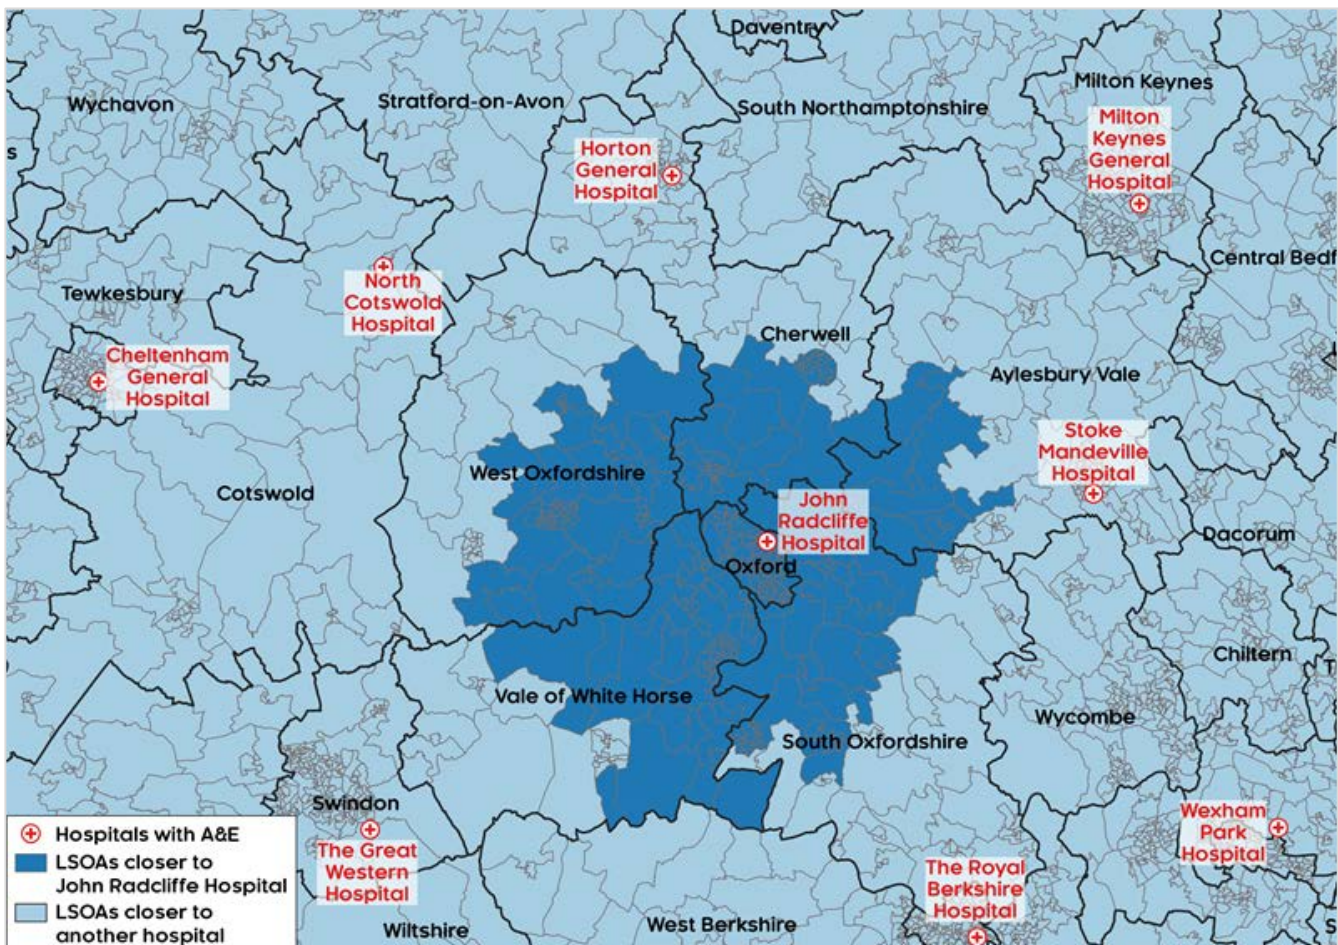 Daventry
Wychavon
Stratford-on-Avon
South Northamptonshire
Milton Keynes
Milton
Keynes
General
Hospital
Horton
General
Hospital
s
North
Cotswold
Hospital
Central Bedf
Tewkesbury
Cherwell
Cheltenham
General
Hospital
Aylesbury Vale
Stoke
Mandeville
Hospital
West Oxfordshire
Cotswold
John
Radcliffe
Hospital
Oxford
Dacorum
Chiltern
T
Vale of White Horse
South Oxfordshire
Wycombe
Swindon
The Great
Western
Hospital
Wexham
Park
Hospital
The Royal
Berkshire
Hospital
Wiltshire
West Berkshire
S
Hospitals with A&E
LSOAs closer to
John Radcliffe Hospital
LSOAs closer to
another hospital